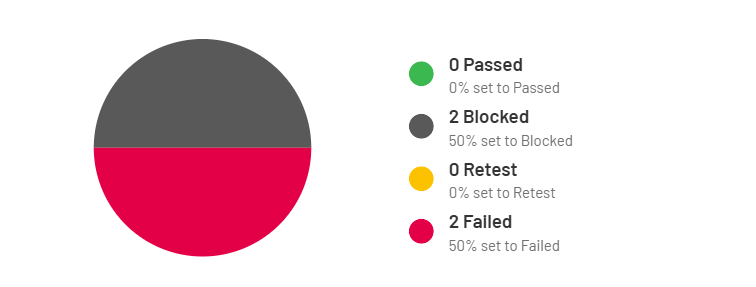 0 Passed
0% set to Passed
2 Blocked
50% set to Blocked
0 Retest
0% set to Retest
2 Failed
50% set to Failed